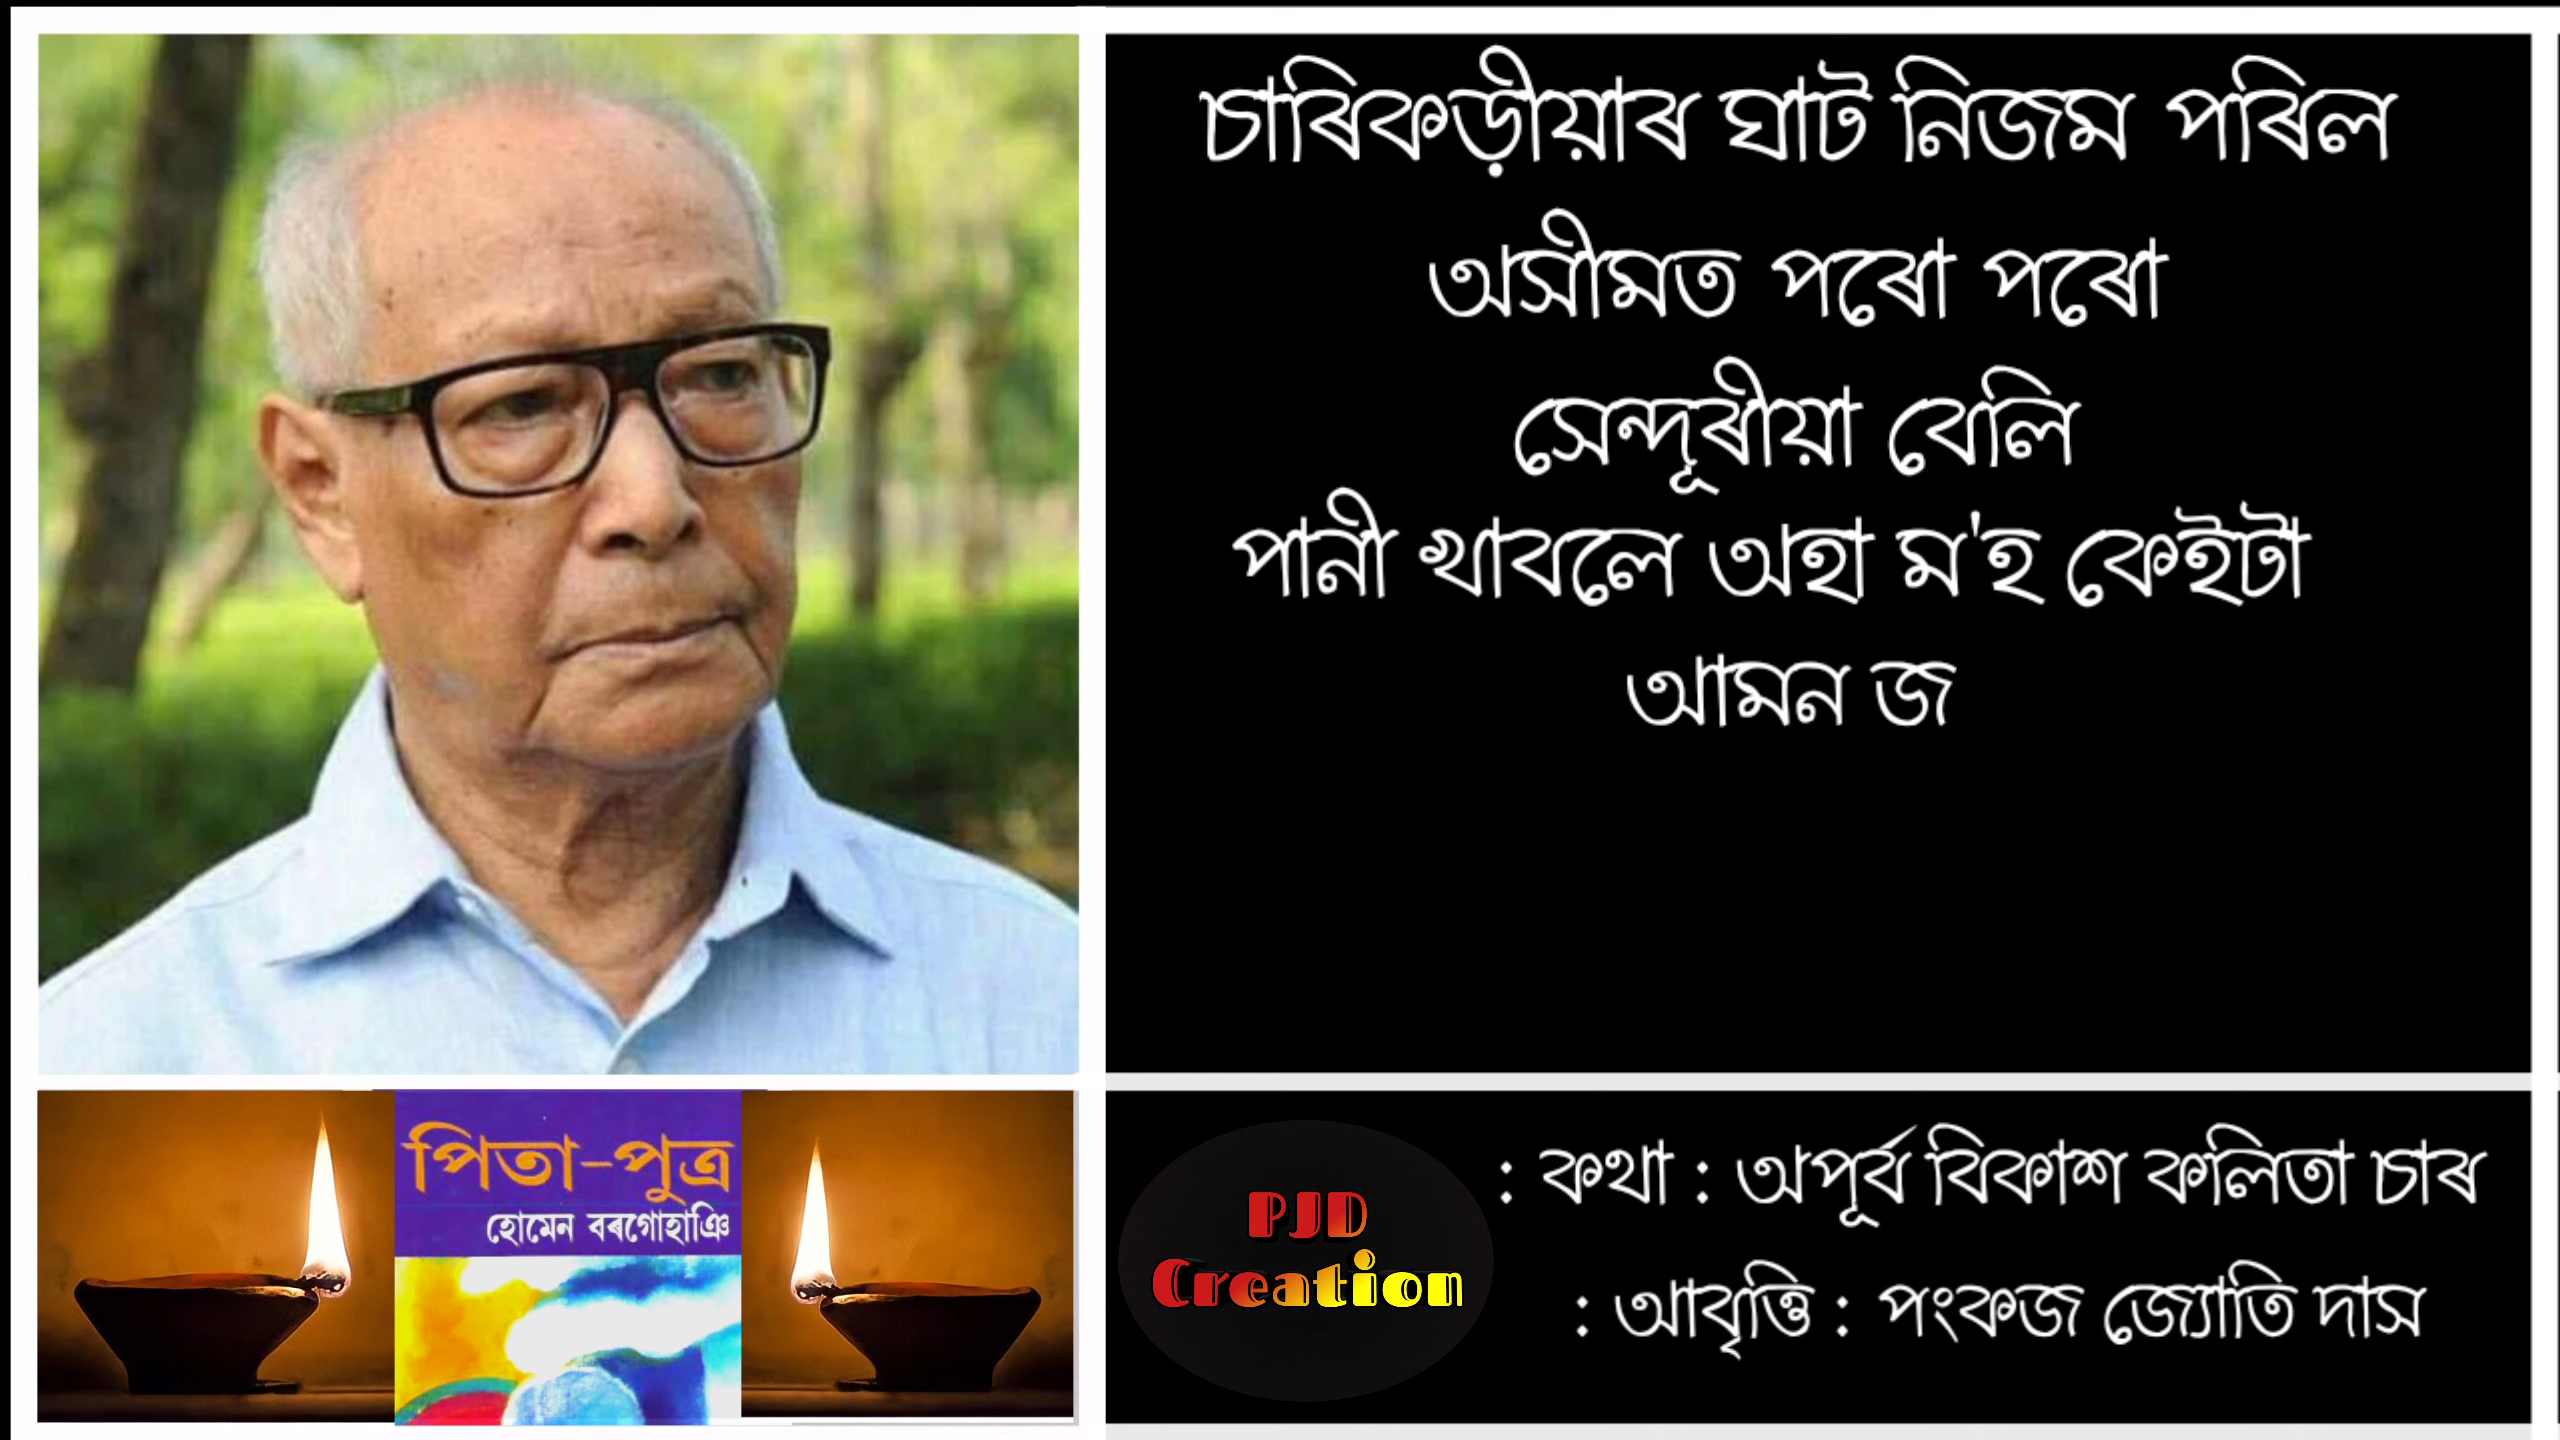 চাৰিকড়ীয়াৰ ঘাট নিজম পৰিল
অসীমত পৰো পৰো
সেন্দূৰীয়া বেলি
পানী খাবলে অহা ম'হ কেইটা
আমন জ
পিতা-পুত্ৰ
হোমেন বৰগোহাঞি
PJD
Creation
: কথা : অপূৰ্ব বিকাশ কলিতা চাৰ
: আবৃত্তি : পংকজ জ্যোতি দাস